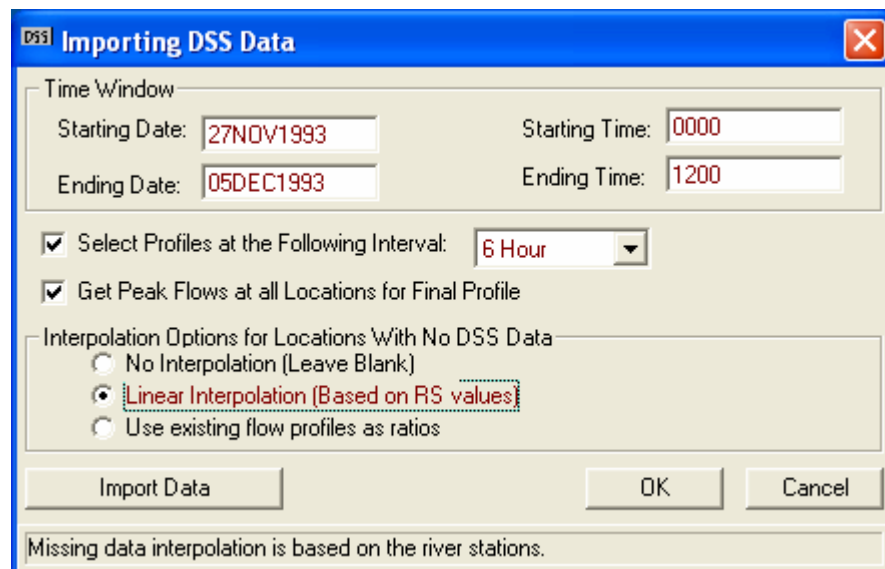 DSS Importing DSS Data
Time Window
Starting Date: 27NOV1993 Starting Time: 0000
Ending Date: 05DEC1993 Ending Time: 1200
Select Profiles at the Following Interval: 6 Hour
Get Peak Flows at all Locations for Final Profile
Interpolation Options for Locations With No DSS Data
No Interpolation (Leave Blank)
Linear Interpolation (Based on RS values)
Use existing flow profiles as ratios
Import Data OK Cancel
Missing data interpolation is based on the river stations.